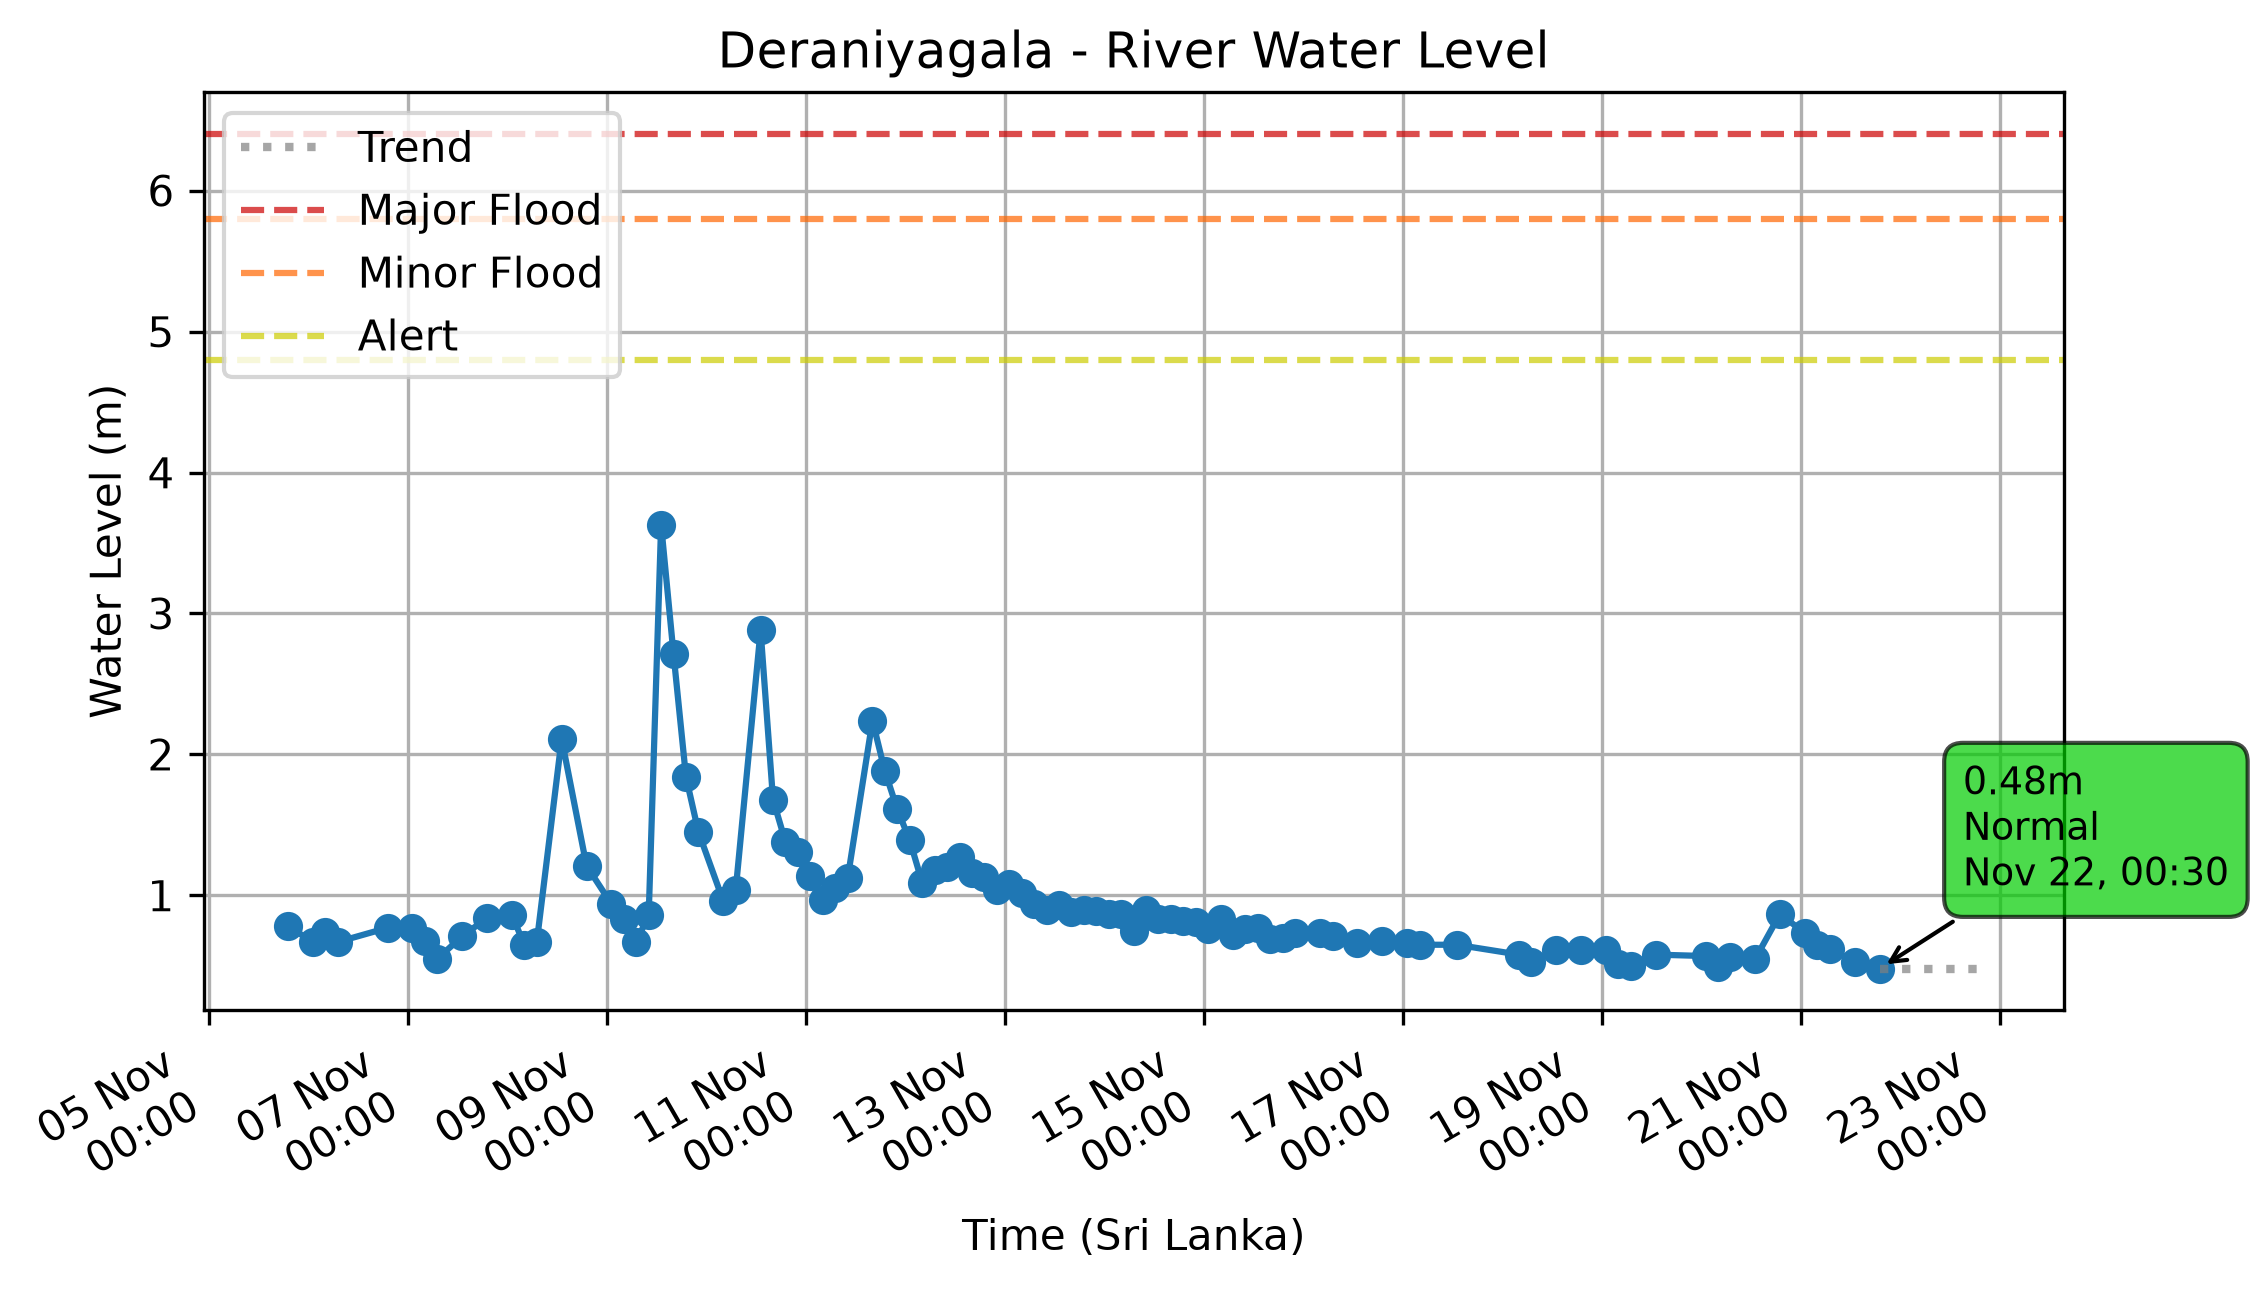 Deraniyagala - River Water Level
Trend
Major Flood
Minor Flood
Alert
Water Level (m)
6
5
4
3
2
1
0.48m
Normal
Nov 22, 00:30
05 Nov
00:00
07 Nov
00:00
09 Nov
00:00
11 Nov
00:00
13 Nov
00:00
15 Nov
00:00
17 Nov
00:00
19 Nov
00:00
21 Nov
00:00
23 Nov
00:00
Time (Sri Lanka)